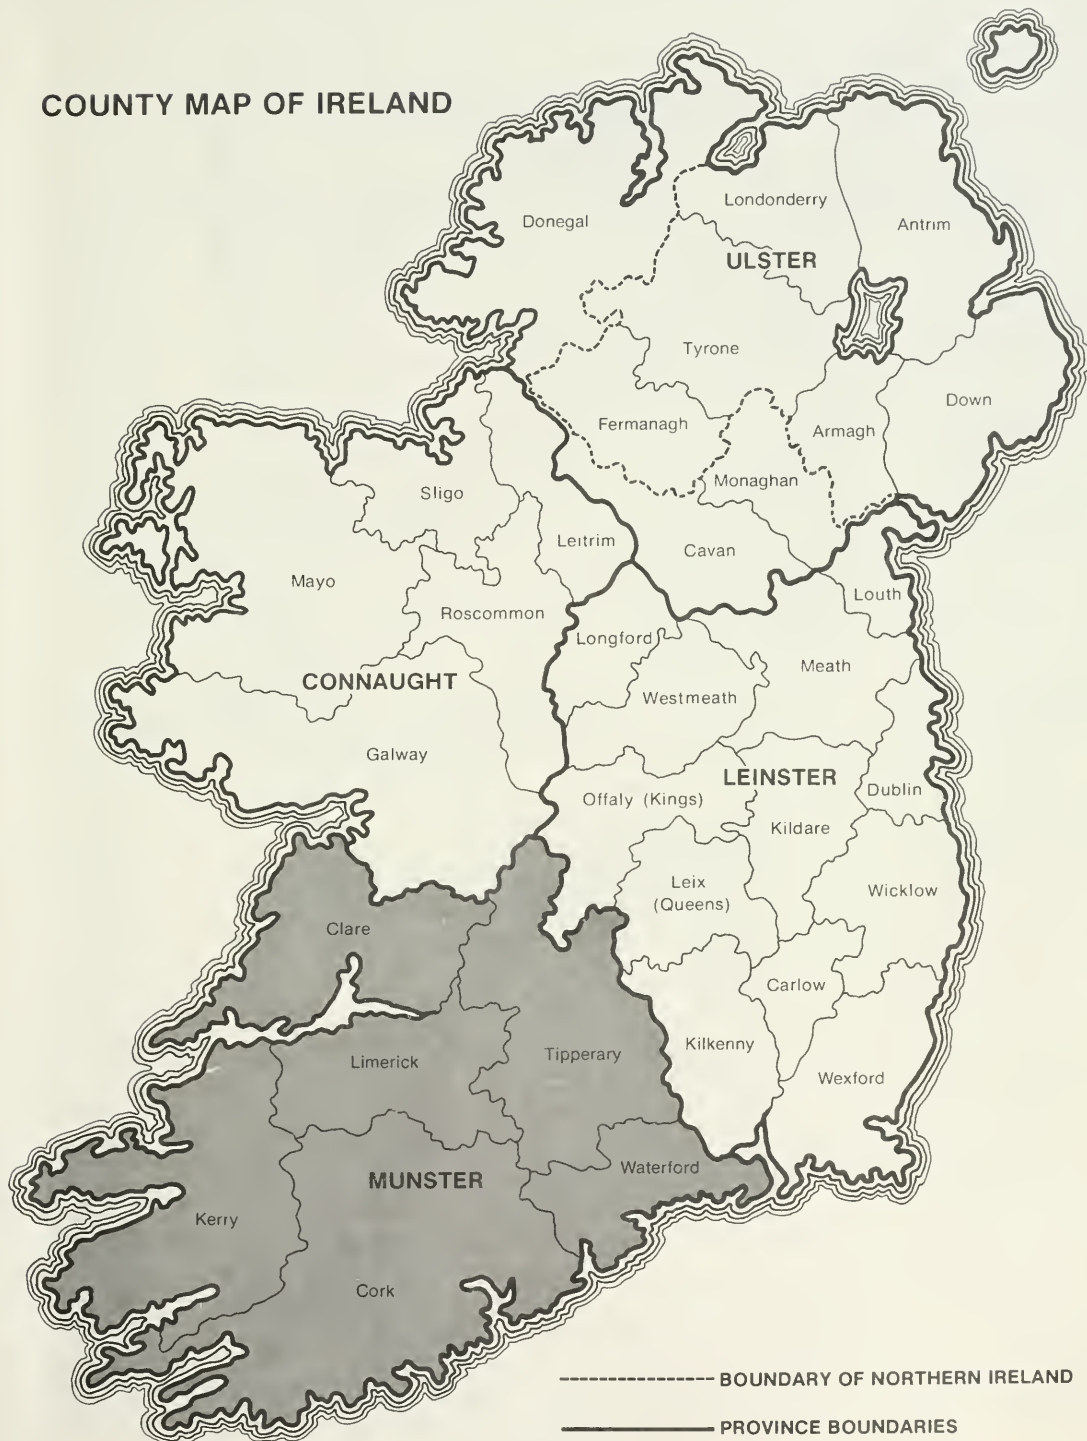 COUNTY MAP OF IRELAND
Donegal
Londonderry
Antrim
ULSTER
Tyrone
Down
Fermanagh
Armagh
Monaghan
Sligo
Leitrim
Cavan
Mayo
Louth
Roscommon
Longford
Meath
CONNAUGHT
Westmeath
Galway
LEINSTER
Offaly (Kings)
Dublin
Kildare
Leix
(Queens)
Wicklow
Clare
Carlow
Kilkenny
Tipperary
Limerick
Wexford
Waterford
MUNSTER
Kerry
Cork
BOUNDARY OF NORTHERN IRELAND
PROVINCE BOUNDARIES